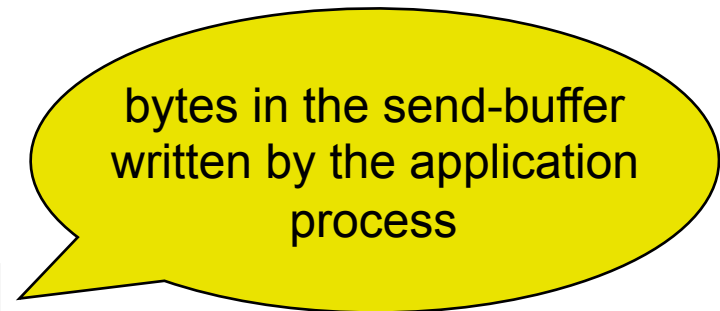 bytes in the send-buffer
written by the application
process